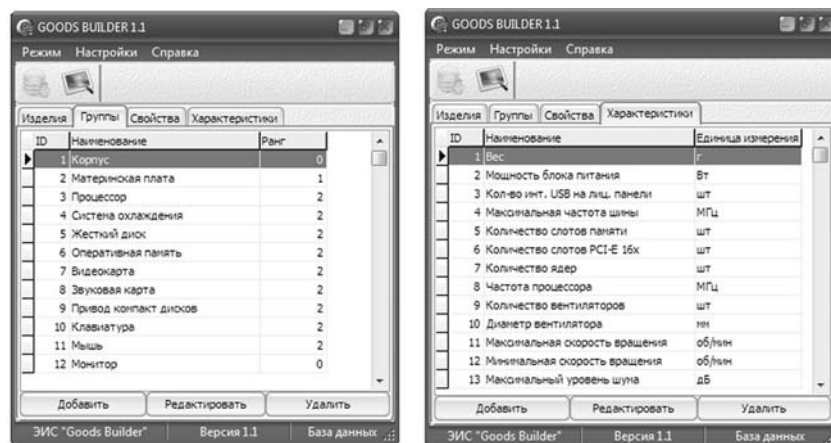 GOODS BUILDER 1.1
Режим Настройки Справка
Изделия Группы Свойства Характеристики
ID Наименование Ранг
1 Корпус 0
2 Материнская плата 1
3 Процессор 2
4 Система охлаждения 2
5 Жесткий диск 2
6 Оперативная память 2
7 Видеокарта 2
8 Звуковая карта 2
9 Привод компакт дисков 2
10 Клавиатура 2
11 Мышь 2
12 Монитор 0
Добавить Редактировать Удалить
ЭИС "Goods Builder" Версия 1.1 База данных
GOODS BUILDER 1.1
Режим Настройки Справка
Изделия Группы Свойства Характеристики
ID Наименование Единица измерения
1 Вес г
2 Мощность блока питания Вт
3 Кол-во инт. USB на лиц. панели шт
4 Максимальная частота шины МГц
5 Количество слотов памяти шт
6 Количество слотов PCI-E 16x шт
7 Количество ядер шт
8 Частота процессора МГц
9 Количество вентиляторов шт
10 Диаметр вентилятора мм
11 Максимальная скорость вращения об/мин
12 Минимальная скорость вращения об/мин
13 Максимальный уровень шума дБ
Добавить Редактировать Удалить
ЭИС "Goods Builder" Версия 1.1 База данных